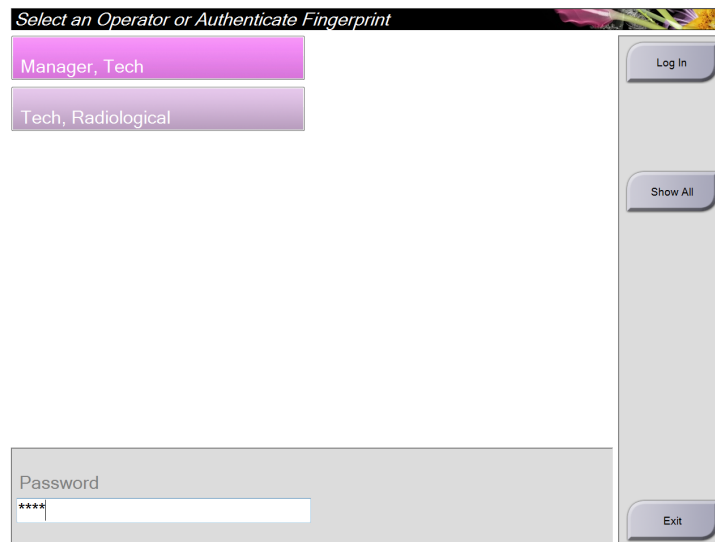 Select an Operator or Authenticate Fingerprint
Manager, Tech
Tech, Radiological
Log In
Show All
Password
****
Exit